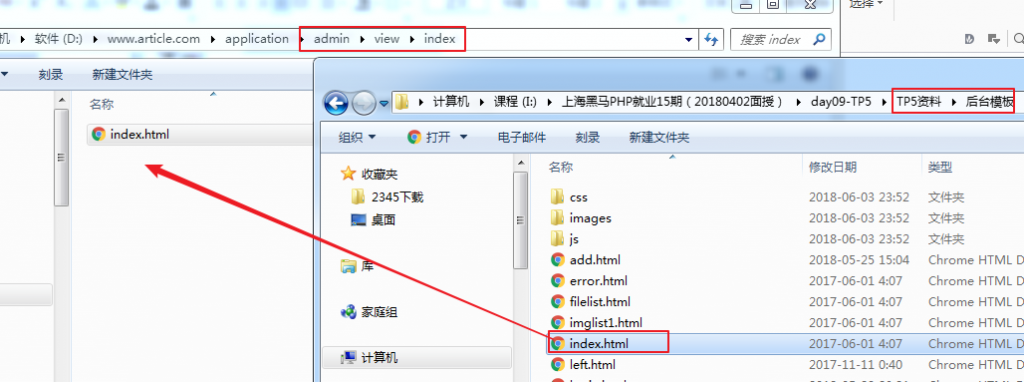 机 ▸ 软件 (D:) ▸ www.article.com ▸ application ▸ admin ▸ view ▸ index
搜索 index
选择
刻录 新建文件夹
名称
index.html
计算机 ▸ 课程 (I:) ▸ 上海黑马PHP就业15期（20180402面授） ▸ day09-TP5 ▸ TP5资料 ▸ 后台模板
组织 打开 电子邮件 刻录 新建文件夹
收藏夹
2345下载
桌面
库
家庭组
计算机
名称 修改日期 类型
css 2018-06-03 23:52 文件夹
images 2018-06-03 23:52 文件夹
js 2018-06-03 23:52 文件夹
add.html 2018-05-25 15:04 Chrome HTML D
error.html 2017-06-01 4:07 Chrome HTML D
filelist.html 2017-06-01 4:07 Chrome HTML D
imglist1.html 2017-06-01 4:07 Chrome HTML D
index.html 2017-06-01 4:07 Chrome HTML D
left.html 2017-11-11 0:40 Chrome HTML D